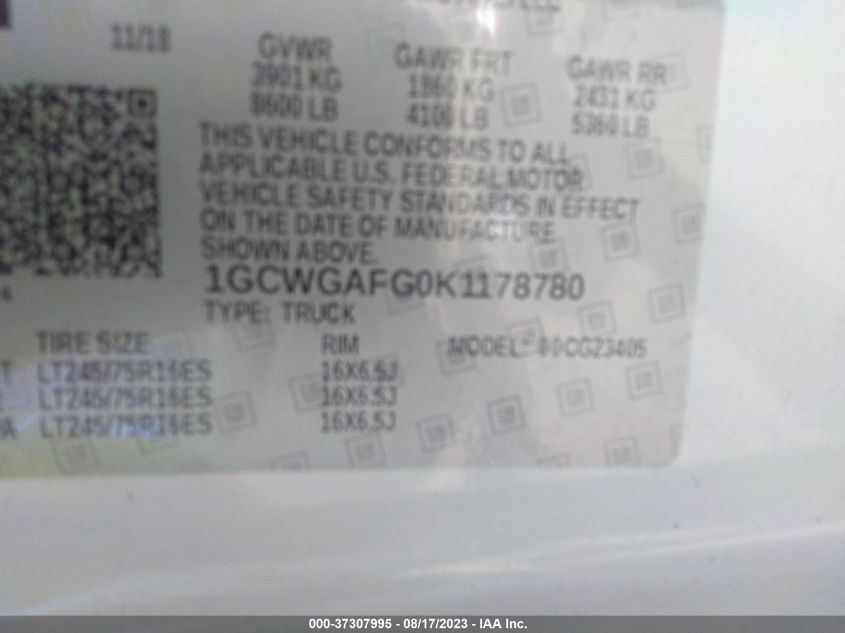 11/18
GVWR GAWR FRT GAWR RR
3901 KG 1860 KG 2431 KG
8600 LB 4100 LB 5360 LB
THIS VEHICLE CONFORMS TO ALL
APPLICABLE U.S. FEDERAL MOTOR
VEHICLE SAFETY STANDARDS IN EFFECT
ON THE DATE OF MANUFACTURE
SHOWN ABOVE.
1GCWGAFG0K1178780
TYPE: TRUCK
TIRE SIZE RIM MODEL:
T LT245/75R16ES 16X6.5J
LT245/75R16ES 16X6.5J
LT245/75R16ES 16X6.5J
000-37307995 - 08/17/2023 - IAA Inc.